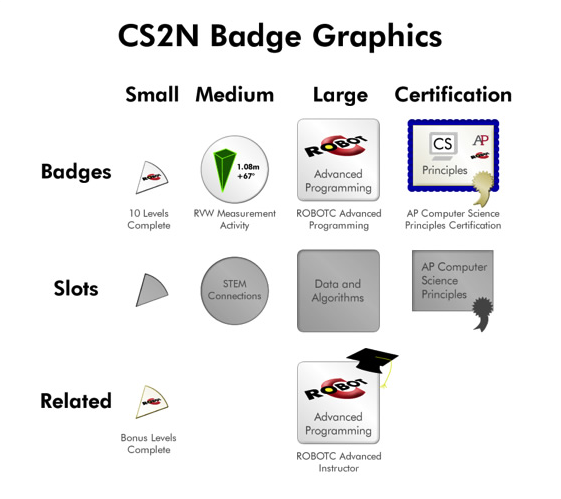 CS2N Badge Graphics
Small Medium Large Certification
Badges
1.08m
+67°
ROBOT
Advanced
Programming
CS
AP
Principles
10 Levels
Complete
RVW Measurement
Activity
ROBOTC Advanced
Programming
AP Computer Science
Principles Certification
Slots
STEM
Connections
Data and
Algorithms
AP Computer
Science
Principles
Related
ROBOT
Advanced
Programming
Bonus Levels
Complete
ROBOTC Advanced
Instructor